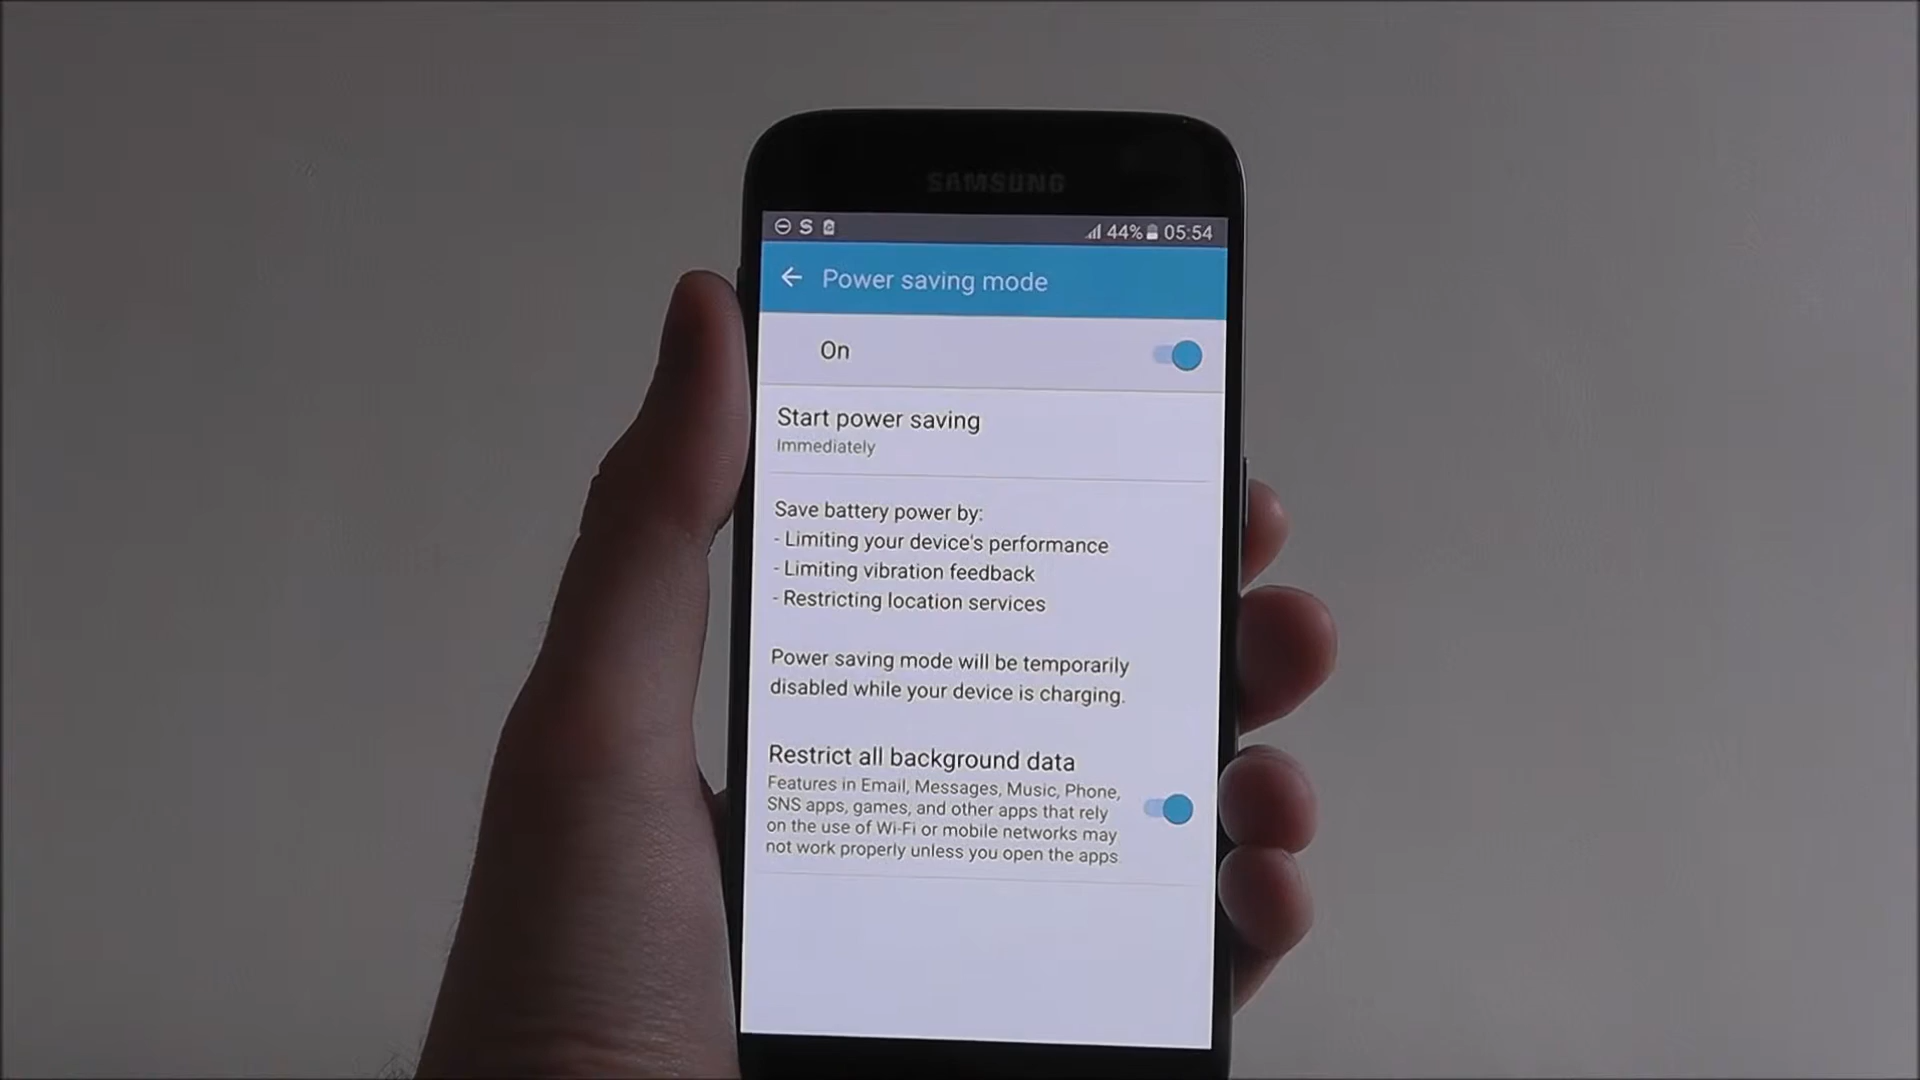 SAMSUNG
S 44% 05:54
Power saving mode
On
Start power saving
Immediately
Save battery power by:
- Limiting your device's performance
- Limiting vibration feedback
- Restricting location services
Power saving mode will be temporarily
disabled while your device is charging.
Restrict all background data
Features in Email, Messages, Music, Phone,
SNS apps, games, and other apps that rely
on the use of Wi-Fi or mobile networks may
not work properly unless you open the apps.